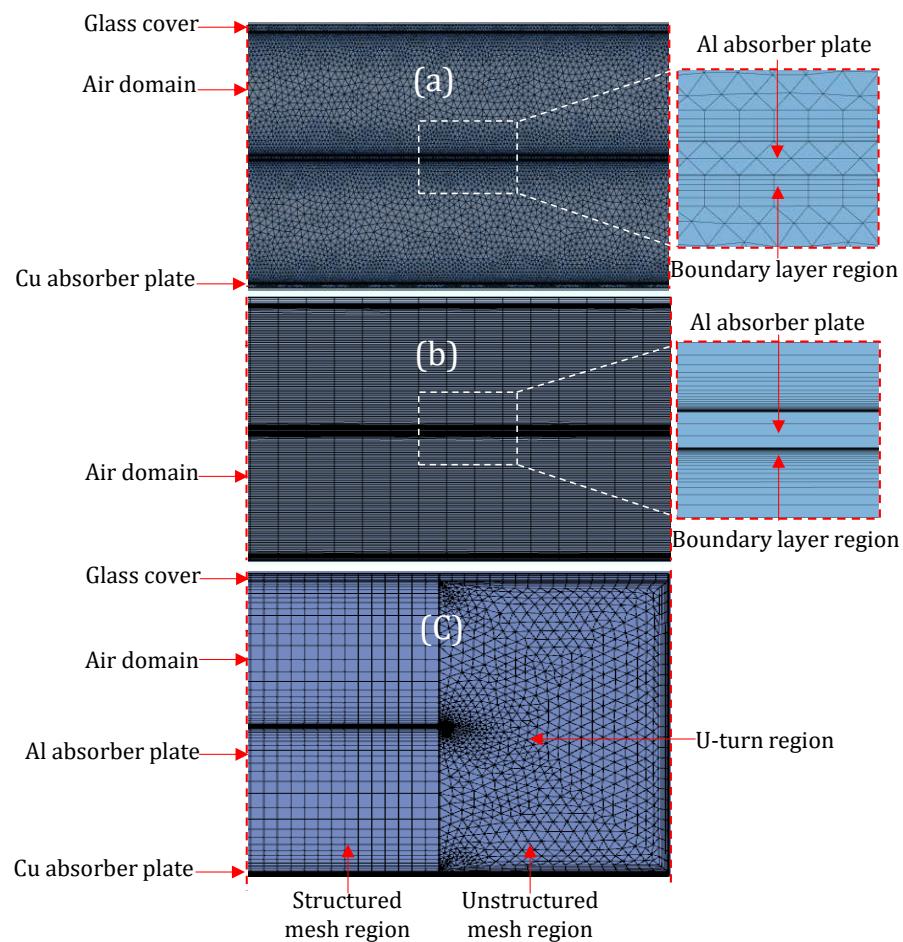 Glass cover
Air domain
(a)
Al absorber plate
Cu absorber plate
Boundary layer region
Al absorber plate
(b)
Air domain
Boundary layer region
Glass cover
(C)
Air domain
Al absorber plate
U-turn region
Cu absorber plate
Structured
mesh region
Unstructured
mesh region